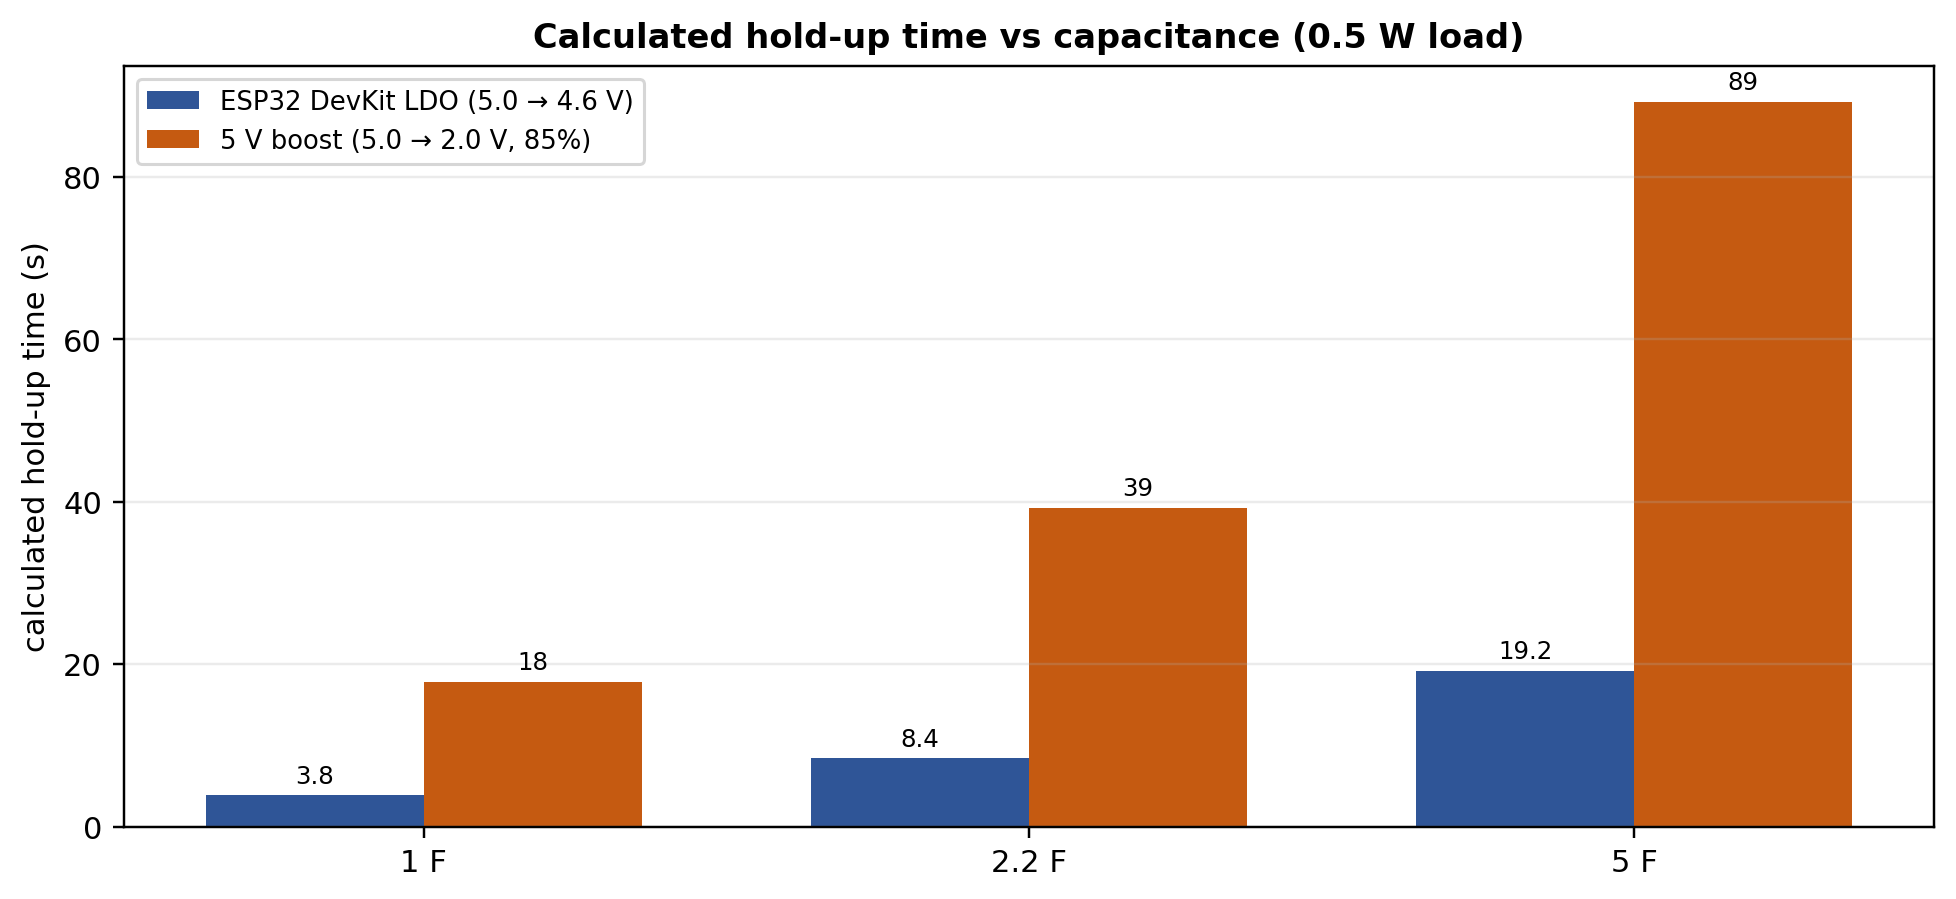 Calculated hold-up time vs capacitance (0.5 W load)
ESP32 DevKit LDO (5.0 → 4.6 V)
5 V boost (5.0 → 2.0 V, 85%)
calculated hold-up time (s)
80
60
40
20
0
3.8
18
8.4
39
19.2
89
1 F
2.2 F
5 F